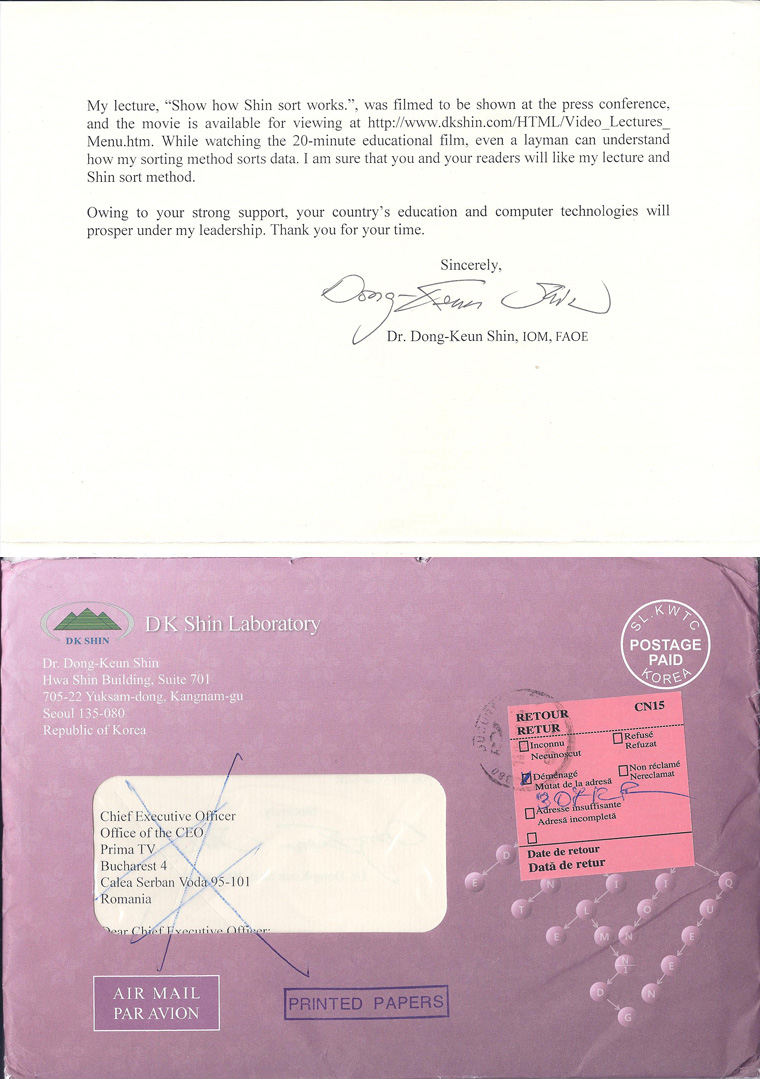 My lecture, “Show how Shin sort works.”, was filmed to be shown at the press conference,
and the movie is available for viewing at http://www.dkshin.com/HTML/Video_Lectures_
Menu.htm. While watching the 20-minute educational film, even a layman can understand
how my sorting method sorts data. I am sure that you and your readers will like my lecture and
Shin sort method.
Owing to your strong support, your country’s education and computer technologies will
prosper under my leadership. Thank you for your time.
Sincerely,
Dong-Keun Shin
Dr. Dong-Keun Shin, IOM, FAOE
DK SHIN
DK Shin Laboratory
Dr. Dong-Keun Shin
Hwa Shin Building, Suite 701
705-22 Yuksam-dong, Kangnam-gu
Seoul 135-080
Republic of Korea
SL.KWTC
POSTAGE
PAID
KOREA
RETOUR CN15
RETUR
Inconnu Refusé
Necunoscut Refuzat
Déménagé Non réclamé
Mutat de la adresă Nereclamat
Adresse insuffisante
Adresă incompletă
Date de retour
Dată de retur
Chief Executive Officer
Office of the CEO
Prima TV
Bucharest 4
Calea Serban Voda 95-101
Romania
Dear Chief Executive Officer:
AIR MAIL
PAR AVION
PRINTED PAPERS